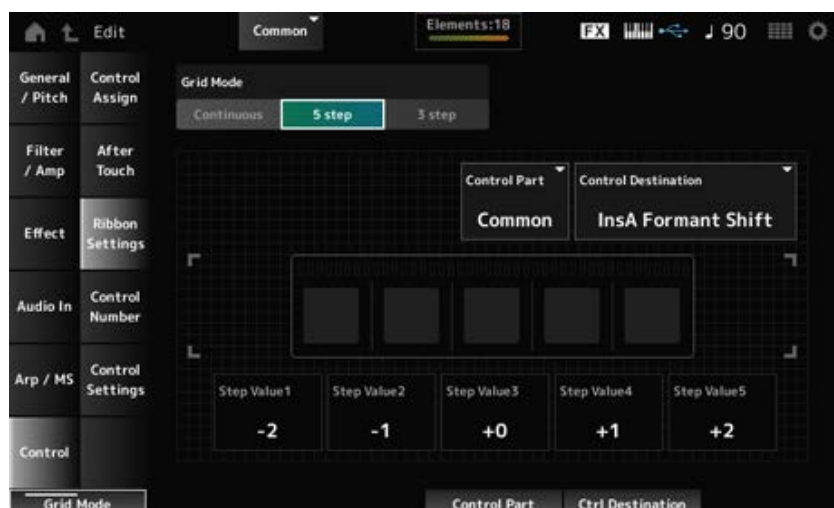 Edit
Common
Elements:18
FX
♩ 90
General / Pitch
Control Assign
Grid Mode
Continuous
5 step
3 step
Filter / Amp
After Touch
Control Part
Common
Control Destination
InsA Formant Shift
Effect
Ribbon Settings
Audio In
Control Number
Arp / MS
Control Settings
Step Value1
Step Value2
Step Value3
Step Value4
Step Value5
-2
-1
+0
+1
+2
Control
Grid Mode
Control Part
Ctrl Destination